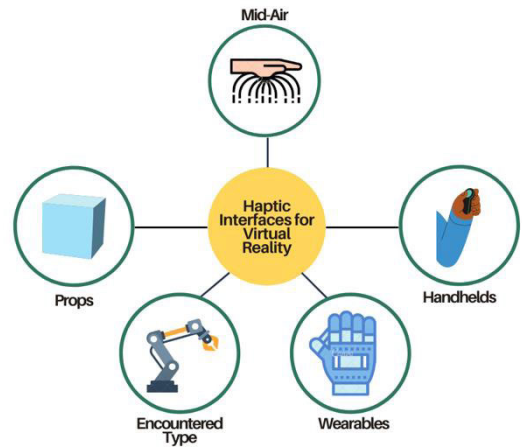 Mid-Air
Haptic
Interfaces for
Virtual
Reality
Props
Handhelds
Encountered
Type
Wearables